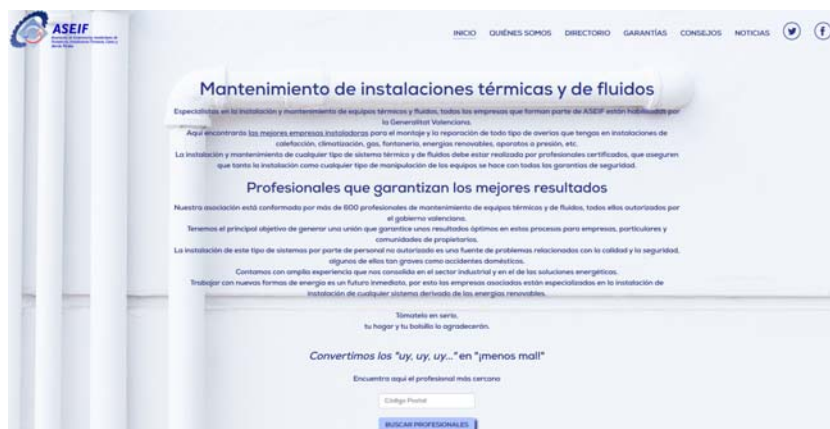 ASEIF
INICIO QUIÉNES SOMOS DIRECTORIO GARANTÍAS CONSEJOS NOTICIAS
Mantenimiento de instalaciones térmicas y de fluidos
Especialistas en la instalación y mantenimiento de equipos térmicos y fluidos, todas las empresas que forman parte de ASEIF están habilitadas por
la Generalitat Valenciana.
Aquí encontrarás las mejores empresas instaladoras para el montaje y la reparación de todo tipo de averías que tengas en instalaciones de
calefacción, climatización, gas, fontanería, energías renovables, aparatos a presión, etc.
La instalación y mantenimiento de cualquier tipo de sistema térmico y de fluidos debe estar realizada por profesionales certificados, que aseguren
que tanto la instalación como cualquier tipo de manipulación de los equipos se hace con todas las garantías de seguridad.
Profesionales que garantizan los mejores resultados
Nuestra asociación está conformada por más de 600 profesionales de mantenimiento de equipos térmicos y de fluidos, todos ellos autorizados por
el gobierno valenciano.
Tenemos el principal objetivo de generar una unión que garantice unos resultados óptimos en estos procesos para empresas, particulares y
comunidades de propietarios.
La instalación de este tipo de sistemas por parte de personal no autorizado es una fuente de problemas relacionados con la calidad y la seguridad,
algunos de ellos tan graves como accidentes domésticos.
Contamos con amplia experiencia que nos consolida en el sector industrial y en el de las soluciones energéticas.
Trabajar con nuevas formas de energía es un futuro inmediato, por esto las empresas asociadas están especializadas en la instalación de
instalación de cualquier sistema derivado de las energías renovables.
Tómatelo en serio,
tu hogar y tu bolsillo lo agradecerán.
Convertimos los "uy, uy, uy..." en "¡menos mal!"
Encuentra aquí el profesional más cercano
Código Postal
BUSCAR PROFESIONALES